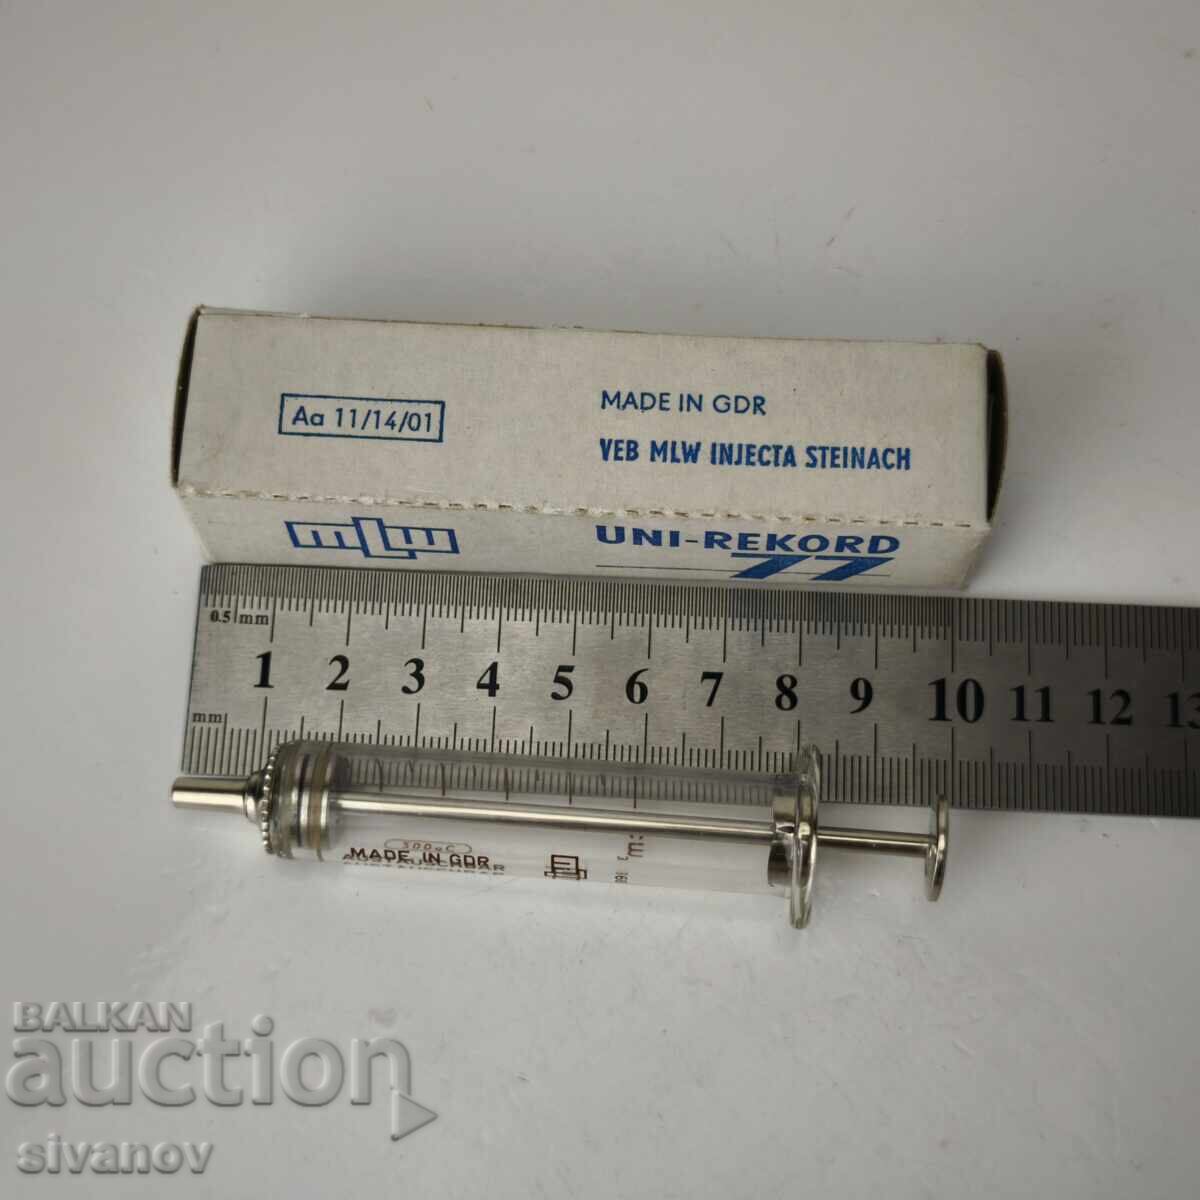 Aa 11/14/01
MADE IN GDR
VEB MLW INJECTA STEINACH
mLw
UNI-REKORD
77
0.5 mm
1 2 3 4 5 6 7 8 9 10 11 12 13
mm
300°C
MADE IN GDR
AUSTAUSCHBAR
BALKAN
auction
sivanov